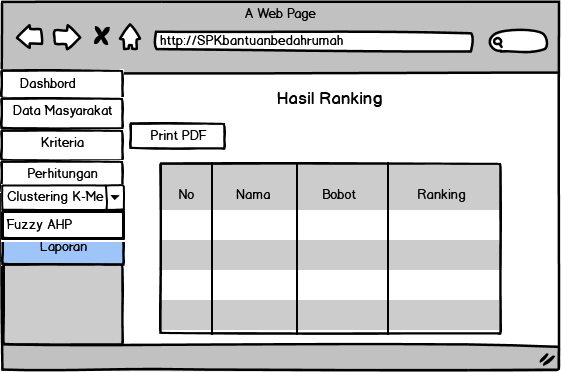 A Web Page
http://SPKbantuanbedahrumah
Dashbord
Data Masyarakat
Kriteria
Perhitungan
Clustering K-Me
Fuzzy AHP
Laporan
Hasil Ranking
Print PDF
No Nama Bobot Ranking